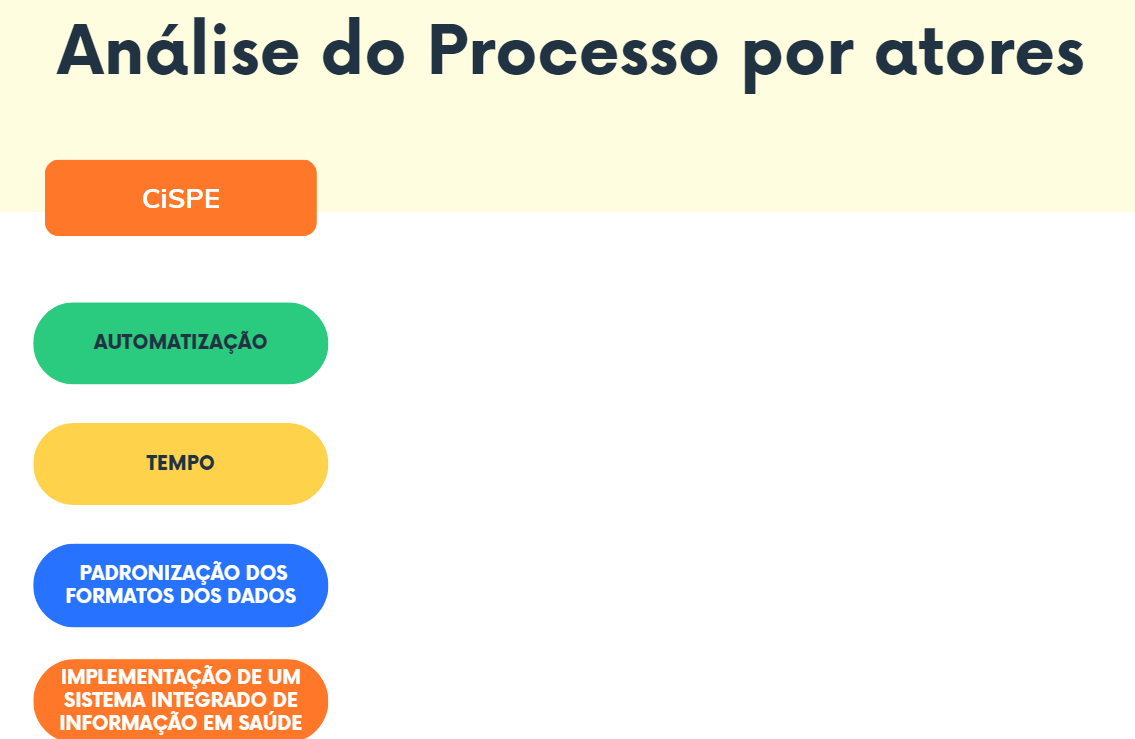 Análise do Processo por atores
CiSPE
AUTOMATIZAÇÃO
TEMPO
PADRONIZAÇÃO DOS
FORMATOS DOS DADOS
IMPLEMENTAÇÃO DE UM
SISTEMA INTEGRADO DE
INFORMAÇÃO EM SAÚDE